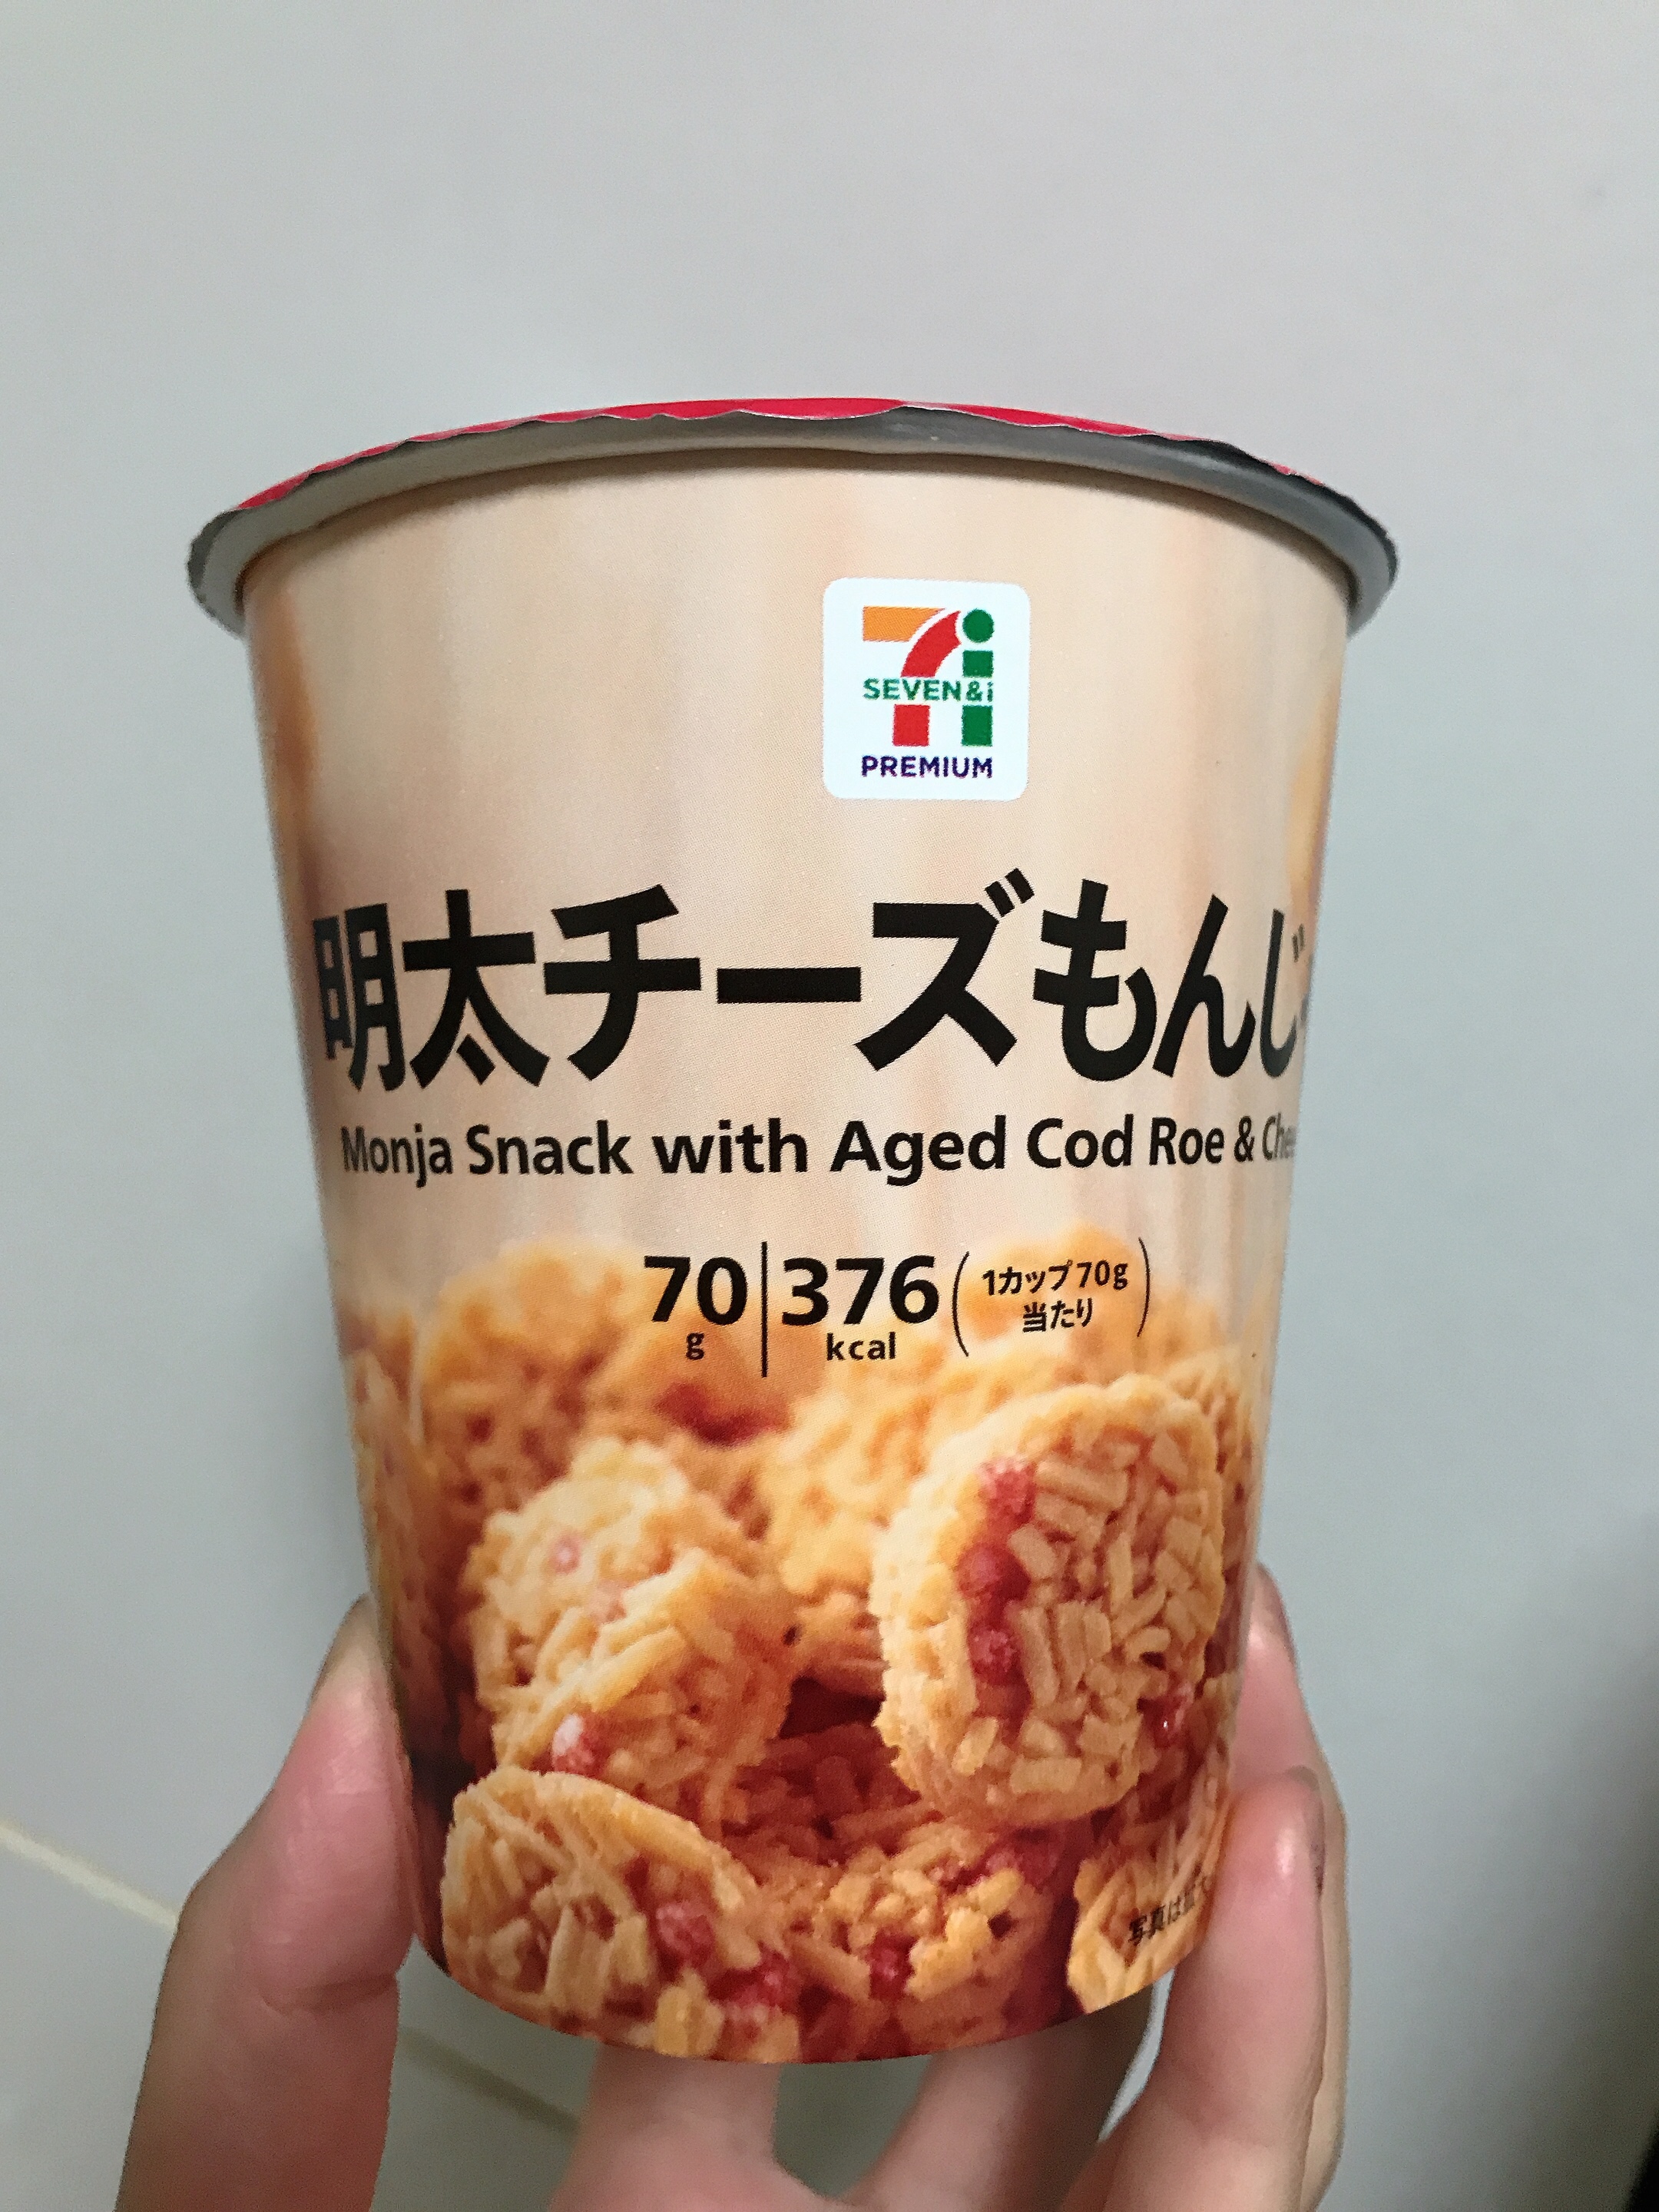 SEVEN&i
PREMIUM
明太チーズもんじ
Monja Snack with Aged Cod Roe &
70 g | 376 kcal (1カップ70g 当たり)
写真は